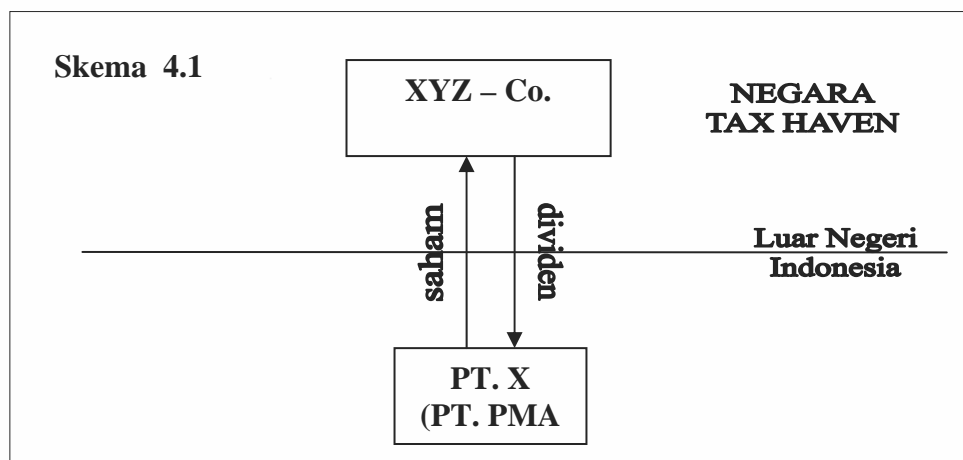 Skema 4.1
XYZ – Co.
NEGARA
TAX HAVEN
saham
dividen
Luar Negeri
Indonesia
PT. X
(PT. PMA